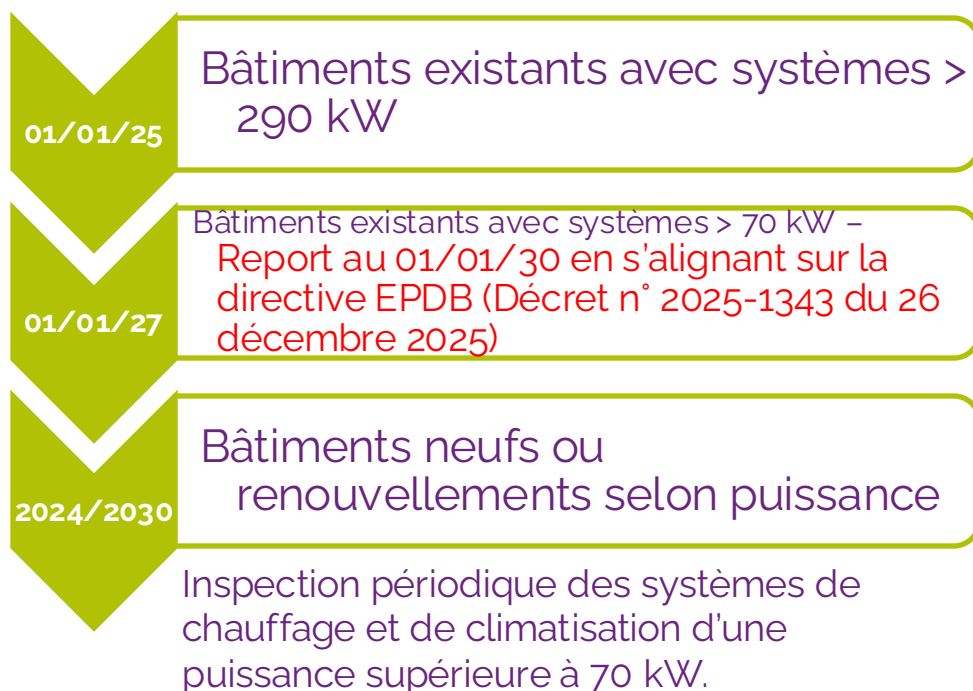 01/01/25
Bâtiments existants avec systèmes >
290 kW
01/01/27
Bâtiments existants avec systèmes > 70 kW –
Report au 01/01/30 en s'alignant sur la
directive EPDB (Décret n° 2025-1343 du 26
décembre 2025)
2024/2030
Bâtiments neufs ou
renouvellements selon puissance
Inspection périodique des systèmes de
chauffage et de climatisation d'une
puissance supérieure à 70 kW.